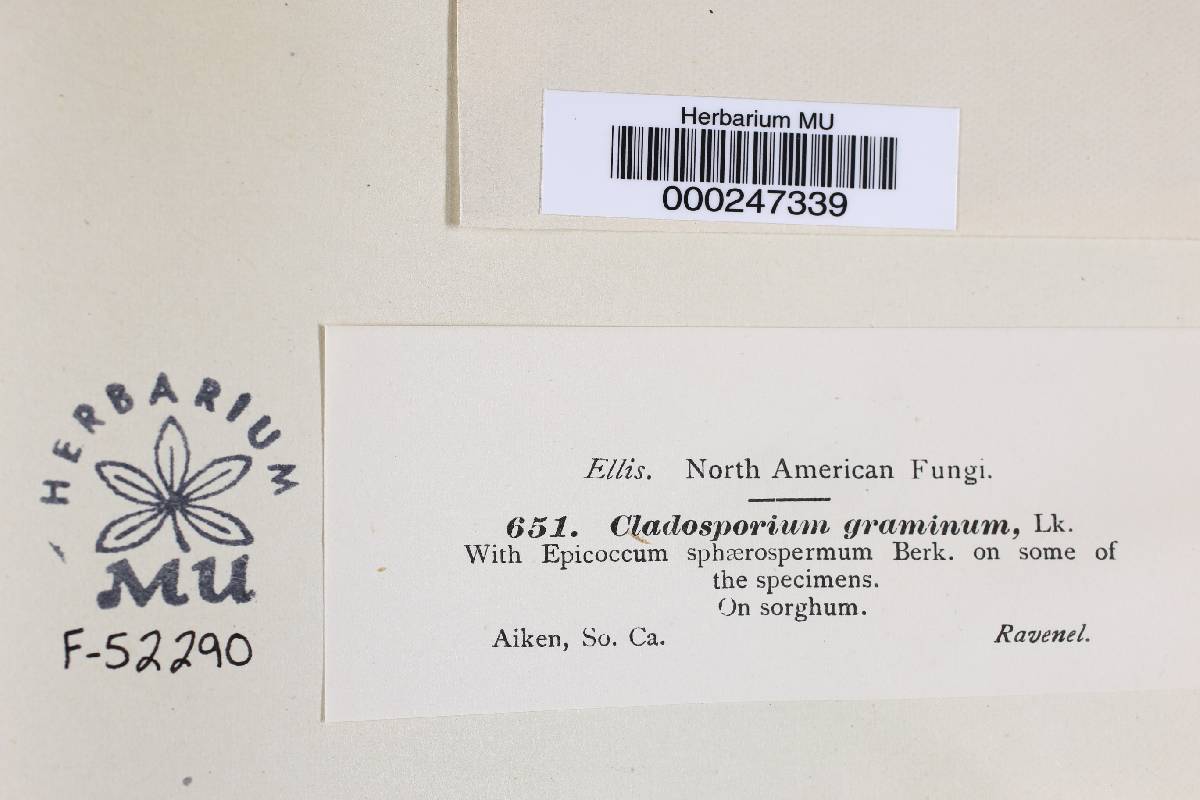 Herbarium MU
000247339
HERBARIUM
MU
F-52290
Ellis. North American Fungi.
651. Cladosporium graminum, Lk.
With Epicoccum sphærospermum Berk. on some of
the specimens.
On sorghum.
Aiken, So. Ca. Ravenel.